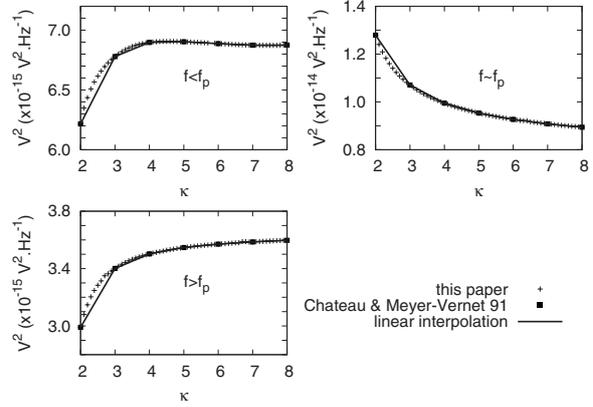 V² (x10⁻¹⁵ V².Hz⁻¹)
7.0
6.5
6.0
f<fₚ
2 3 4 5 6 7 8
κ
V² (x10⁻¹⁴ V².Hz⁻¹)
1.4
1.2
1.0
0.8
f~fₚ
2 3 4 5 6 7 8
κ
V² (x10⁻¹⁵ V².Hz⁻¹)
3.8
3.4
3.0
f>fₚ
2 3 4 5 6 7 8
κ
this paper
Chateau & Meyer-Vernet 91
linear interpolation